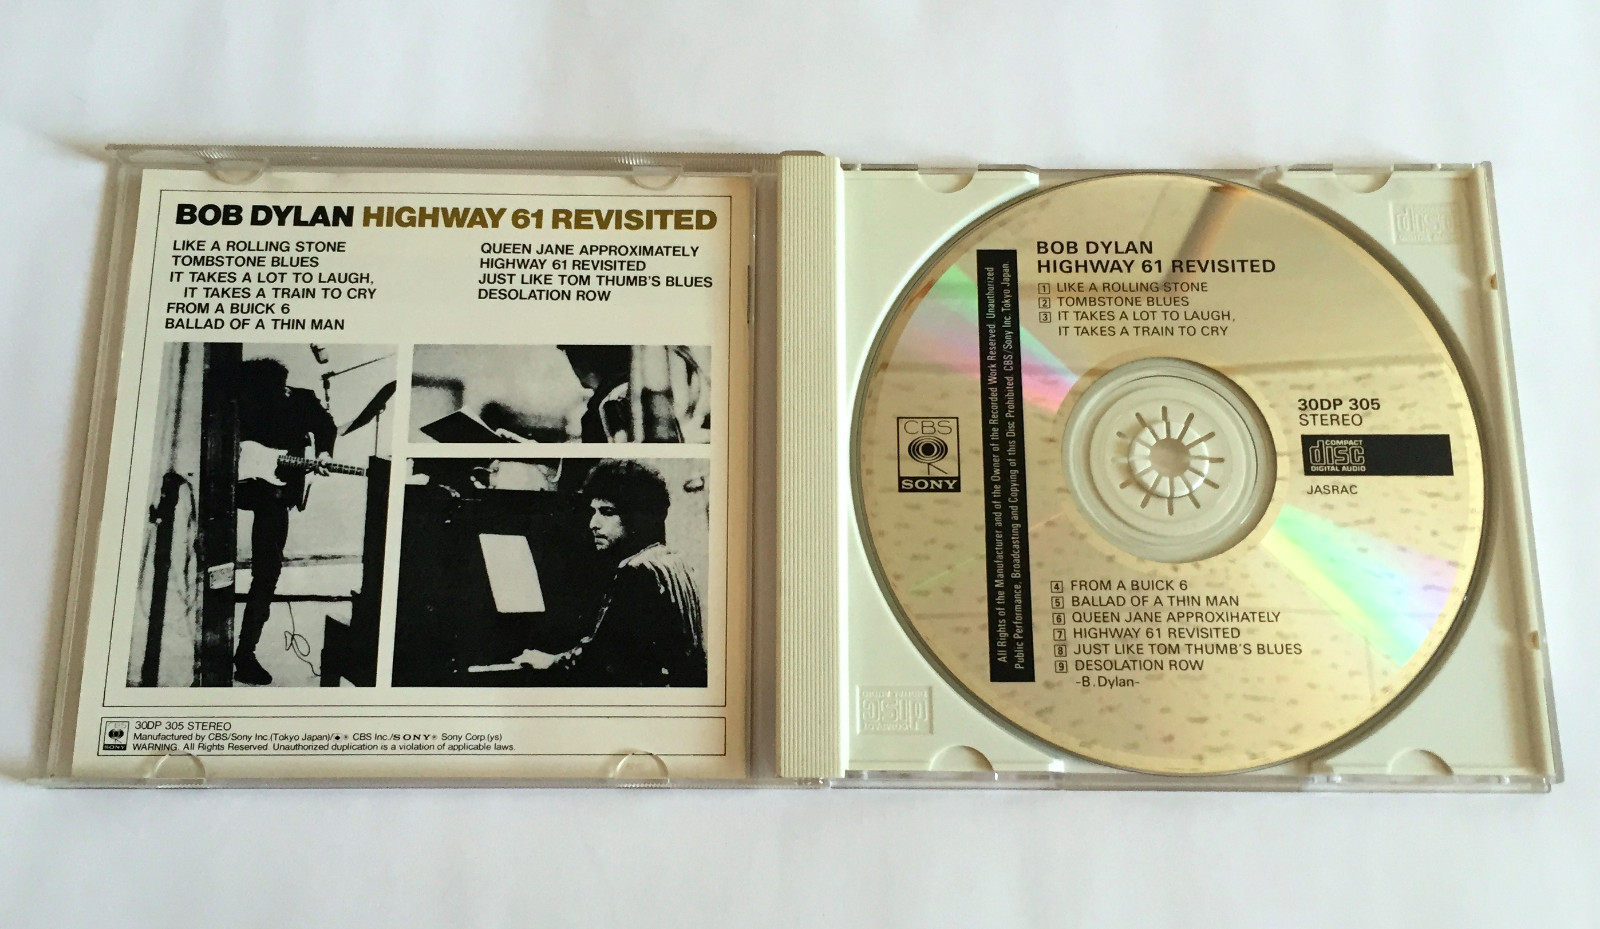 BOB DYLAN HIGHWAY 61 REVISITED
LIKE A ROLLING STONE
TOMBSTONE BLUES
IT TAKES A LOT TO LAUGH,
IT TAKES A TRAIN TO CRY
FROM A BUICK 6
BALLAD OF A THIN MAN
QUEEN JANE APPROXIMATELY
HIGHWAY 61 REVISITED
JUST LIKE TOM THUMB'S BLUES
DESOLATION ROW
SONY
30DP 305 STEREO
Manufactured by CBS/Sony Inc.(Tokyo Japan)/ ® CBS Inc./SONY® Sony Corp.(ys)
WARNING: All Rights Reserved. Unauthorized duplication is a violation of applicable laws.
BOB DYLAN
HIGHWAY 61 REVISITED
1 LIKE A ROLLING STONE
2 TOMBSTONE BLUES
3 IT TAKES A LOT TO LAUGH,
IT TAKES A TRAIN TO CRY
All Rights of the Manufacturer and of the Owner of the Recorded Work Reserved. Unauthorized
Public Performance, Broadcasting and Copying of this Disc Prohibited. CBS/Sony Inc. Tokyo Japan.
CBS
SONY
30DP 305
STEREO
COMPACT
disc
DIGITAL AUDIO
JASRAC
4 FROM A BUICK 6
5 BALLAD OF A THIN MAN
6 QUEEN JANE APPROXIHATELY
7 HIGHWAY 61 REVISITED
8 JUST LIKE TOM THUMB'S BLUES
9 DESOLATION ROW
-B.Dylan-
disc
disc